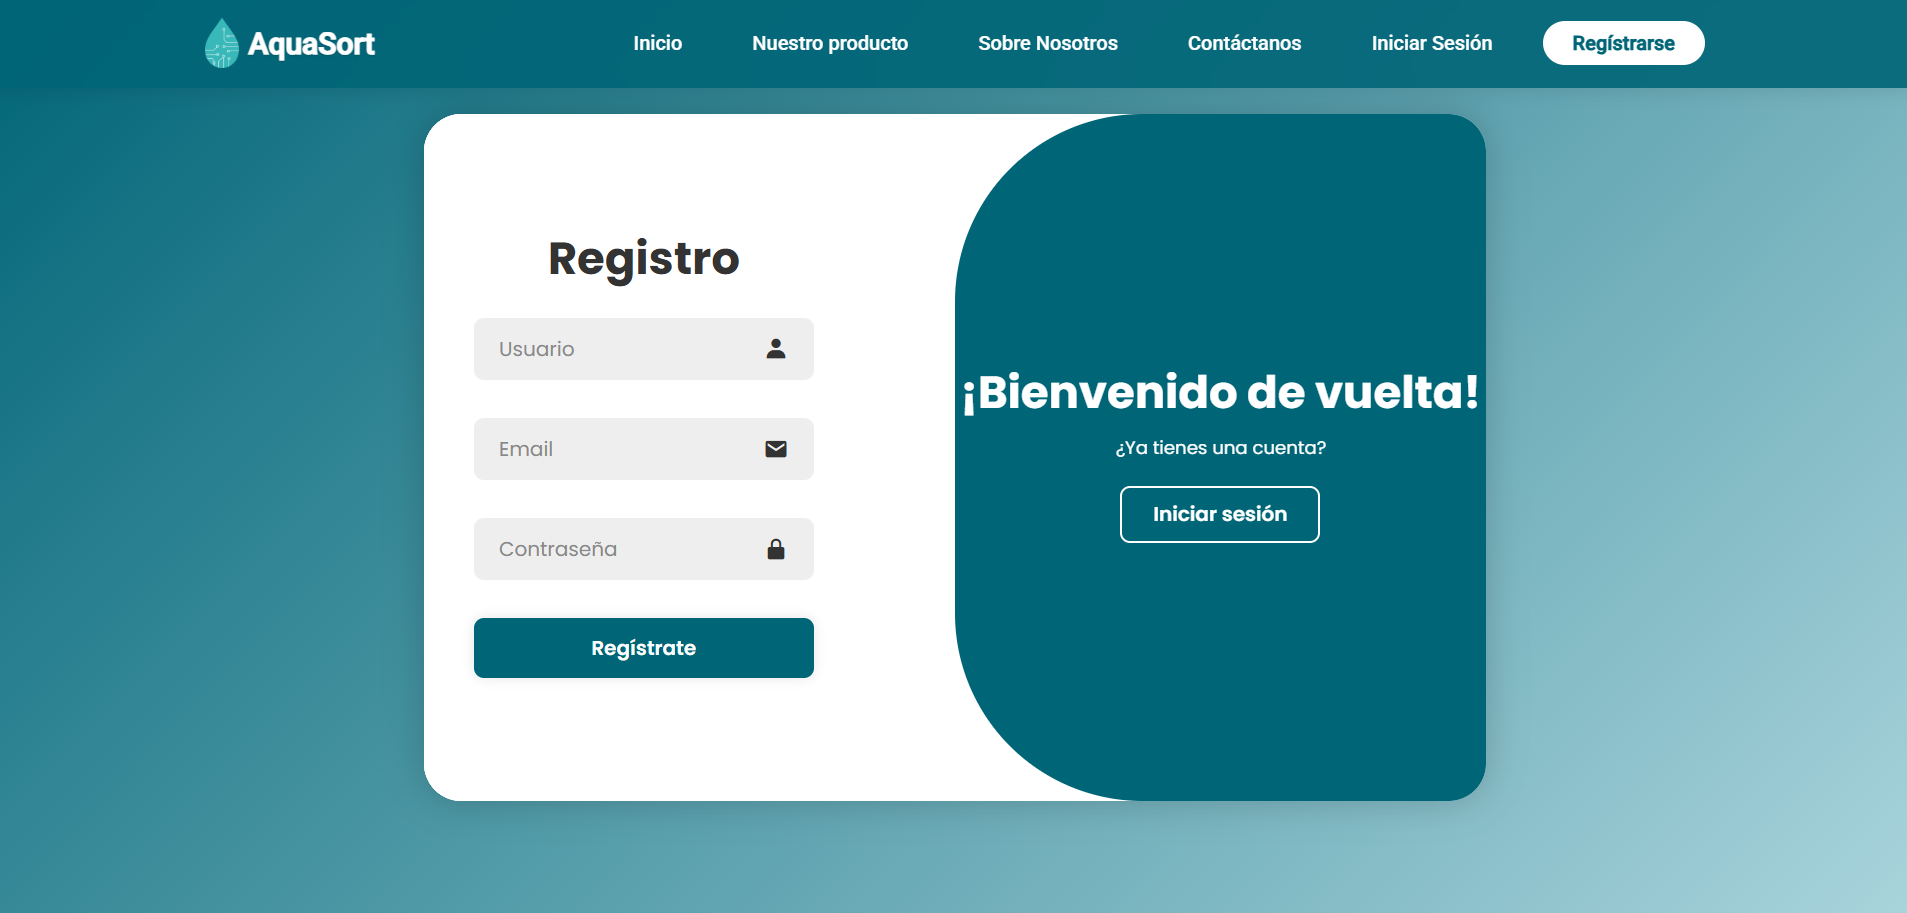 AquaSort
Inicio
Nuestro producto
Sobre Nosotros
Contáctanos
Iniciar Sesión
Regístrarse
Registro
Usuario
Email
Contraseña
Regístrate
¡Bienvenido de vuelta!
¿Ya tienes una cuenta?
Iniciar sesión